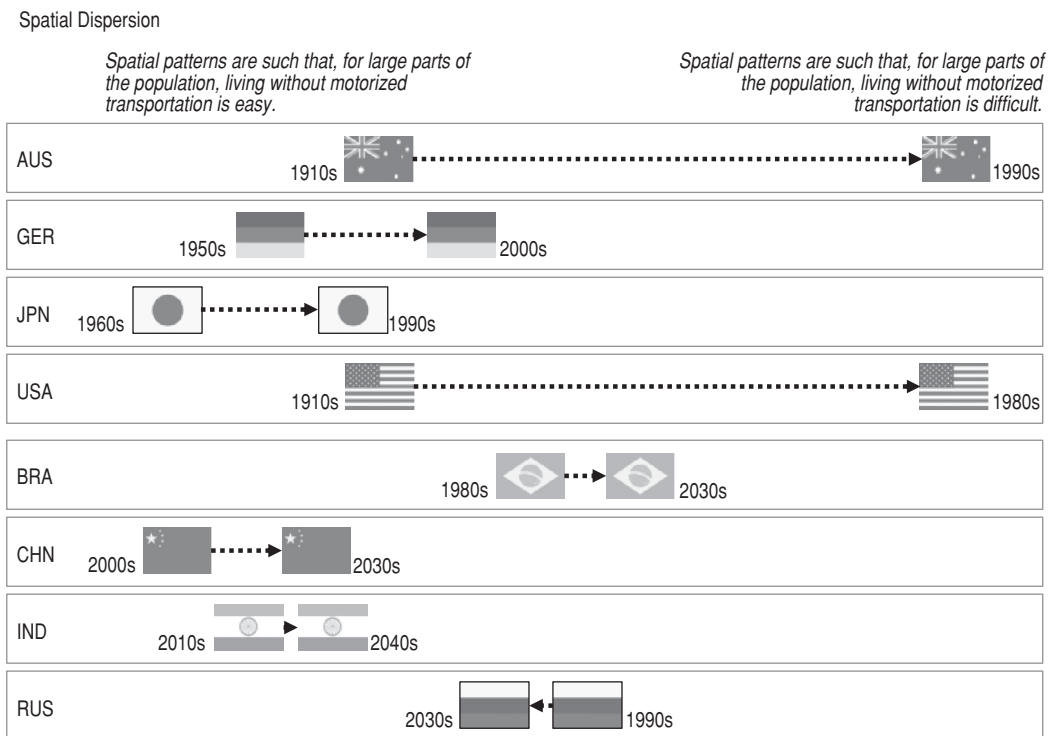 Spatial Dispersion
Spatial patterns are such that, for large parts of
the population, living without motorized
transportation is easy.
Spatial patterns are such that, for large parts of
the population, living without motorized
transportation is difficult.
AUS 1910s 1990s
GER 1950s 2000s
JPN 1960s 1990s
USA 1910s 1980s
BRA 1980s 2030s
CHN 2000s 2030s
IND 2010s 2040s
RUS 2030s 1990s